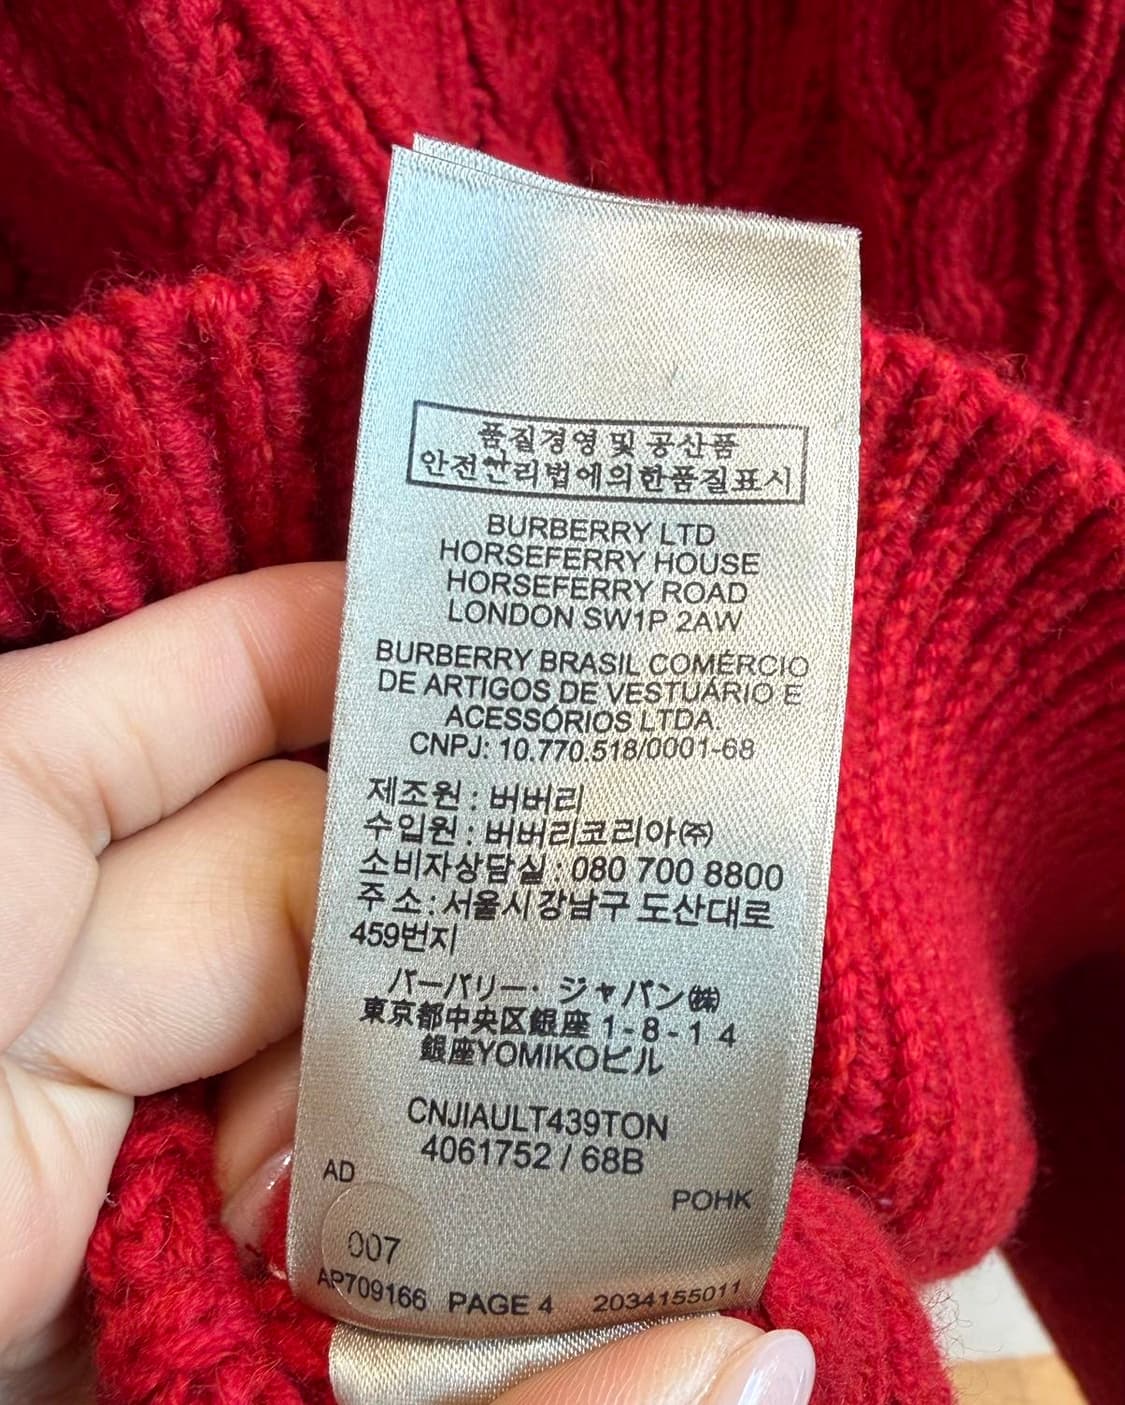 품질경영 및 공산품
안전관리법에의한품질표시
BURBERRY LTD
HORSEFERRY HOUSE
HORSEFERRY ROAD
LONDON SW1P 2AW
BURBERRY BRASIL COMÉRCIO
DE ARTIGOS DE VESTUÁRIO E
ACESSÓRIOS LTDA.
CNPJ: 10.770.518/0001-68
제조원 : 버버리
수입원 : 버버리코리아㈜
소비자상담실 : 080 700 8800
주 소 : 서울시 강남구 도산대로
459번지
バーバリー・ジャパン㈱
東京都中央区銀座 1-8-1 4
銀座YOMIKOビル
CNJIAULT439TON
4061752 / 68B
AD
POHK
007
AP709166 PAGE 4 2034155011